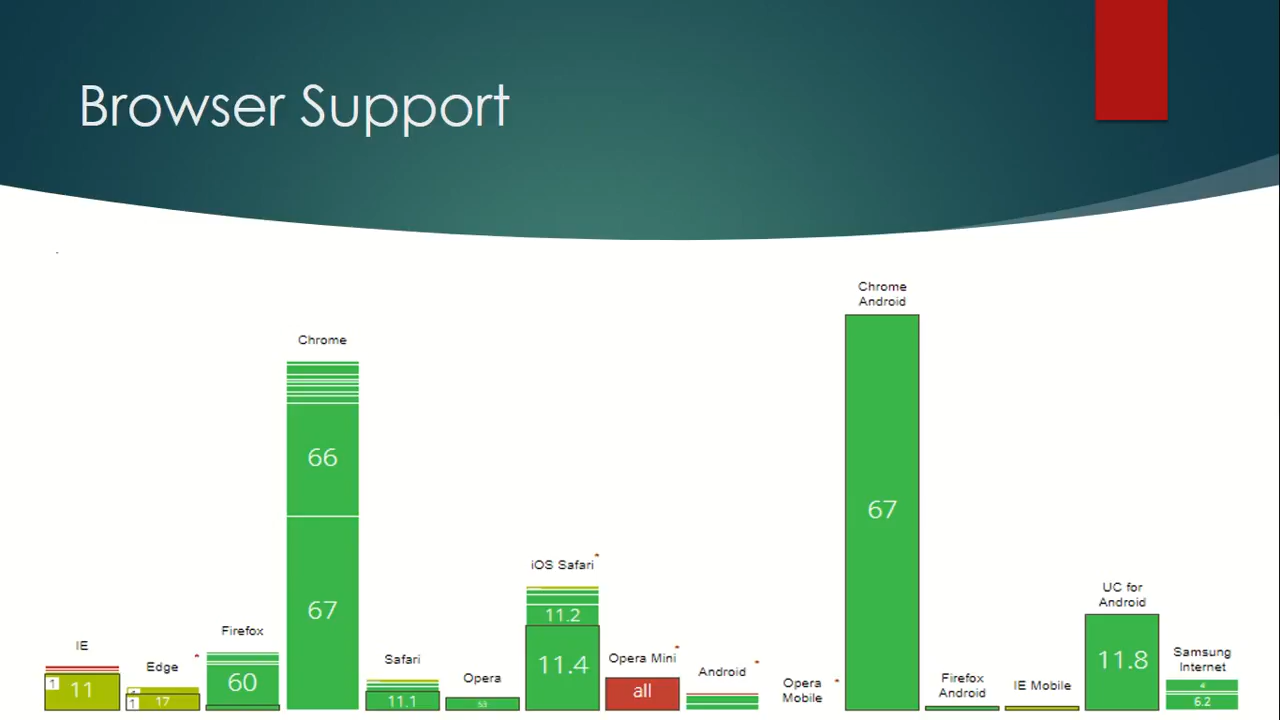 Browser Support
Chrome
Android
Chrome
67
66
67
iOS Safari*
11.2
11.4
UC for
Android
11.8
IE
1
11
Edge*
1
17
Firefox
60
Safari
11.1
Opera
53
Opera Mini*
all
Android*
Opera
Mobile*
Firefox
Android
IE Mobile
Samsung
Internet
4
6.2